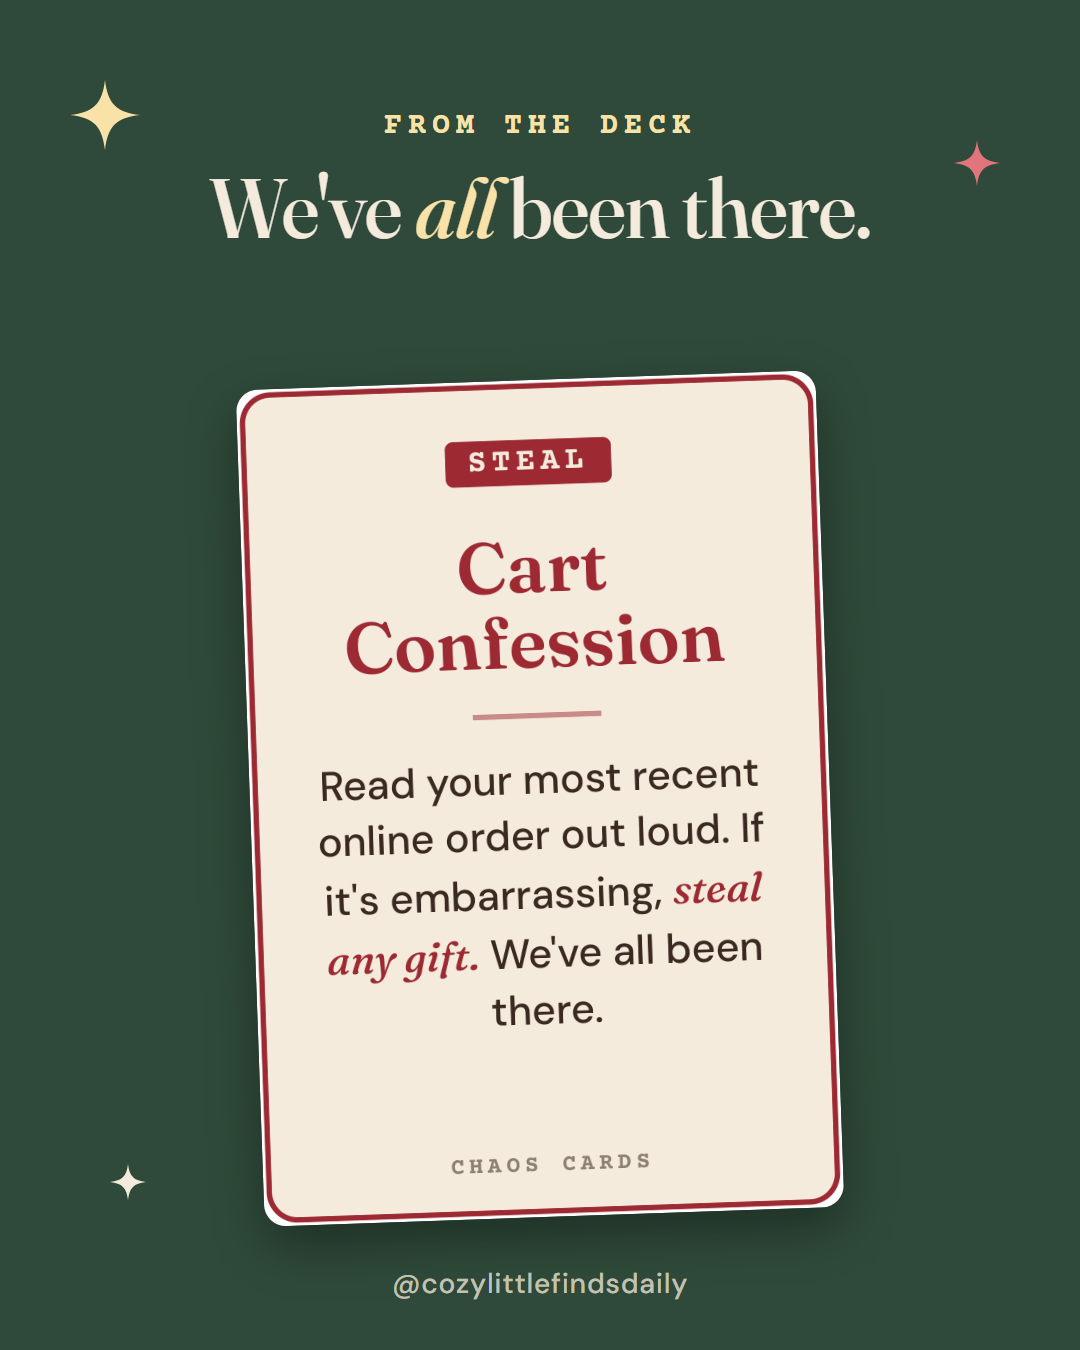 FROM THE DECK
We've all been there.
STEAL
Cart
Confession
Read your most recent
online order out loud. If
it's embarrassing, steal
any gift. We've all been
there.
CHAOS CARDS
@cozylittlefindsdaily